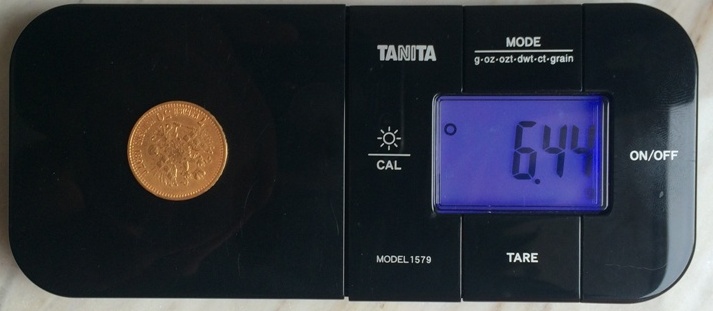 TANITA
MODE
g·oz·ozt·dwt·ct·grain
6.44
CAL
ON/OFF
MODEL 1579
TARE